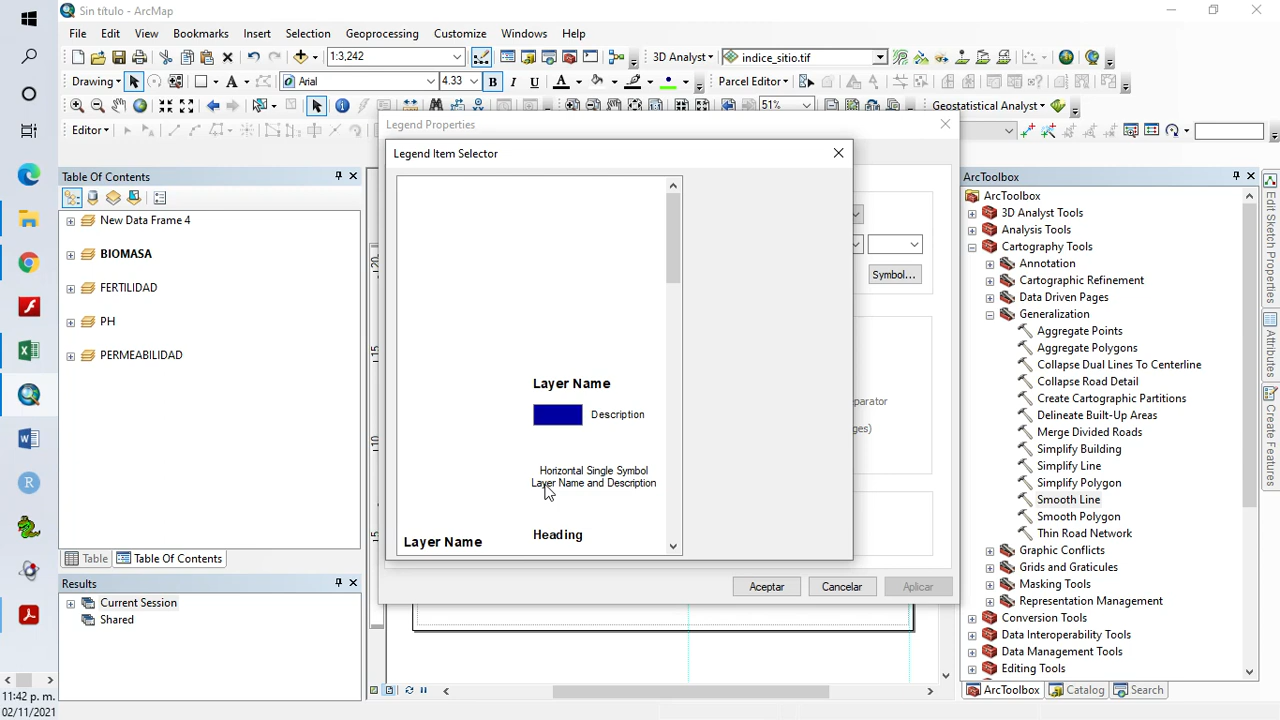 Sin título - ArcMap
File Edit View Bookmarks Insert Selection Geoprocessing Customize Windows Help
1:3,242 3D Analyst indice_sitio.tif
Drawing Arial 4.33 B I U A Parcel Editor
51% Geostatistical Analyst
Editor
Table Of Contents
New Data Frame 4
BIOMASA
FERTILIDAD
PH
PERMEABILIDAD
Table Table Of Contents
Results
Current Session
Shared
Legend Properties
Legend Item Selector
Layer Name
Description
Horizontal Single Symbol
Layer Name and Description
Layer Name Heading
Symbol...
Aceptar Cancelar Aplicar
ArcToolbox
ArcToolbox
3D Analyst Tools
Analysis Tools
Cartography Tools
Annotation
Cartographic Refinement
Data Driven Pages
Generalization
Aggregate Points
Aggregate Polygons
Collapse Dual Lines To Centerline
Collapse Road Detail
Create Cartographic Partitions
Delineate Built-Up Areas
Merge Divided Roads
Simplify Building
Simplify Line
Simplify Polygon
Smooth Line
Smooth Polygon
Thin Road Network
Graphic Conflicts
Grids and Graticules
Masking Tools
Representation Management
Conversion Tools
Data Interoperability Tools
Data Management Tools
Editing Tools
ArcToolbox Catalog Search
Edit Sketch Properties
Attributes
Create Features
11:42 p. m.
02/11/2021